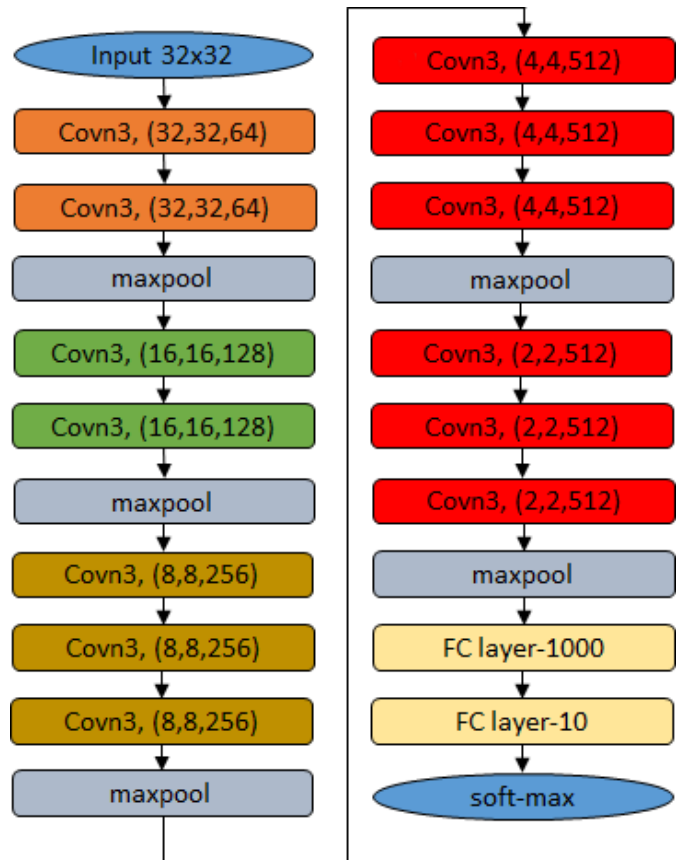 Input 32x32
Covn3, (32,32,64)
Covn3, (32,32,64)
maxpool
Covn3, (16,16,128)
Covn3, (16,16,128)
maxpool
Covn3, (8,8,256)
Covn3, (8,8,256)
Covn3, (8,8,256)
maxpool
Covn3, (4,4,512)
Covn3, (4,4,512)
Covn3, (4,4,512)
maxpool
Covn3, (2,2,512)
Covn3, (2,2,512)
Covn3, (2,2,512)
maxpool
FC layer-1000
FC layer-10
soft-max